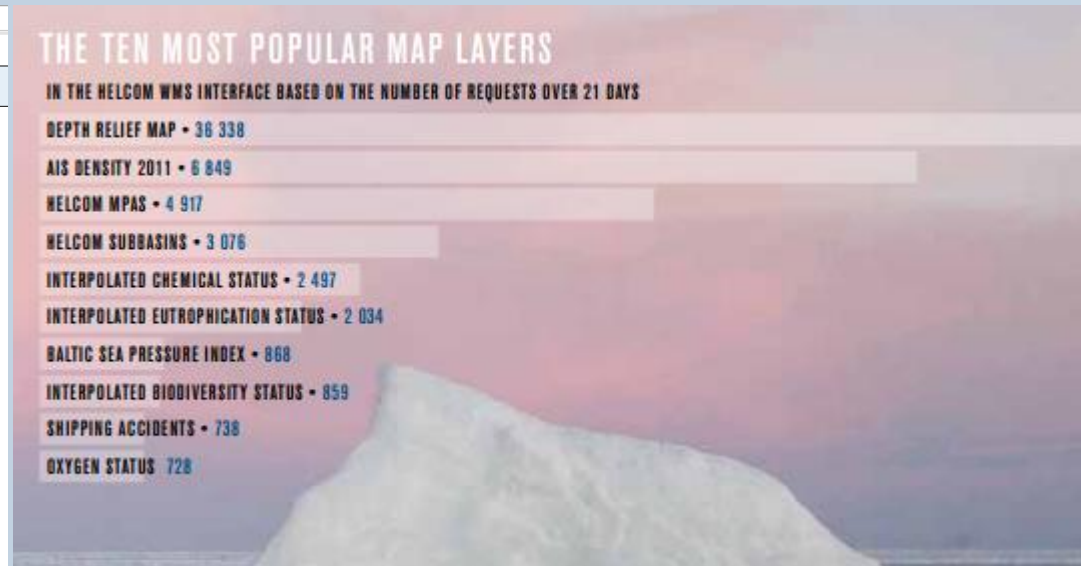 THE TEN MOST POPULAR MAP LAYERS
IN THE HELCOM WMS INTERFACE BASED ON THE NUMBER OF REQUESTS OVER 21 DAYS
DEPTH RELIEF MAP • 36 338
AIS DENSITY 2011 • 6 849
HELCOM MPAS • 4 917
HELCOM SUBBASINS • 3 076
INTERPOLATED CHEMICAL STATUS • 2 497
INTERPOLATED EUTROPHICATION STATUS • 2 034
BALTIC SEA PRESSURE INDEX • 868
INTERPOLATED BIODIVERSITY STATUS • 859
SHIPPING ACCIDENTS • 738
OXYGEN STATUS 728